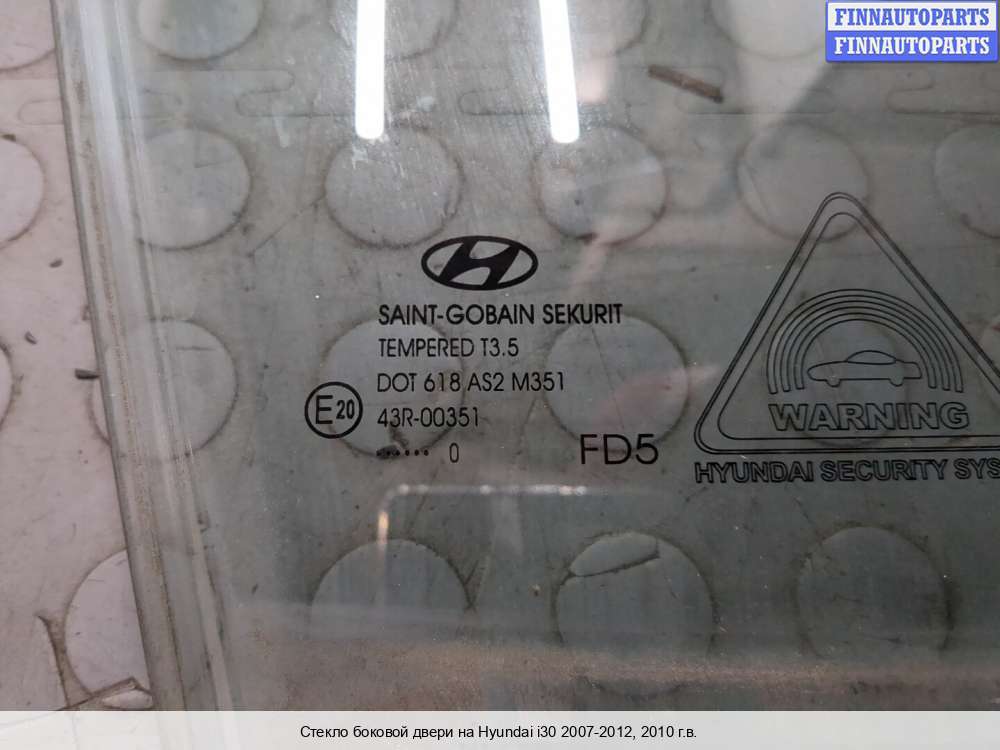 FINNAUTOPARTS
FINNAUTOPARTS
SAINT-GOBAIN SEKURIT
TEMPERED T3.5
DOT 618 AS2 M351
E20
43R-00351
...... 0
FD5
WARNING
HYUNDAI SECURITY SYS
Стекло боковой двери на Hyundai i30 2007-2012, 2010 г.в.